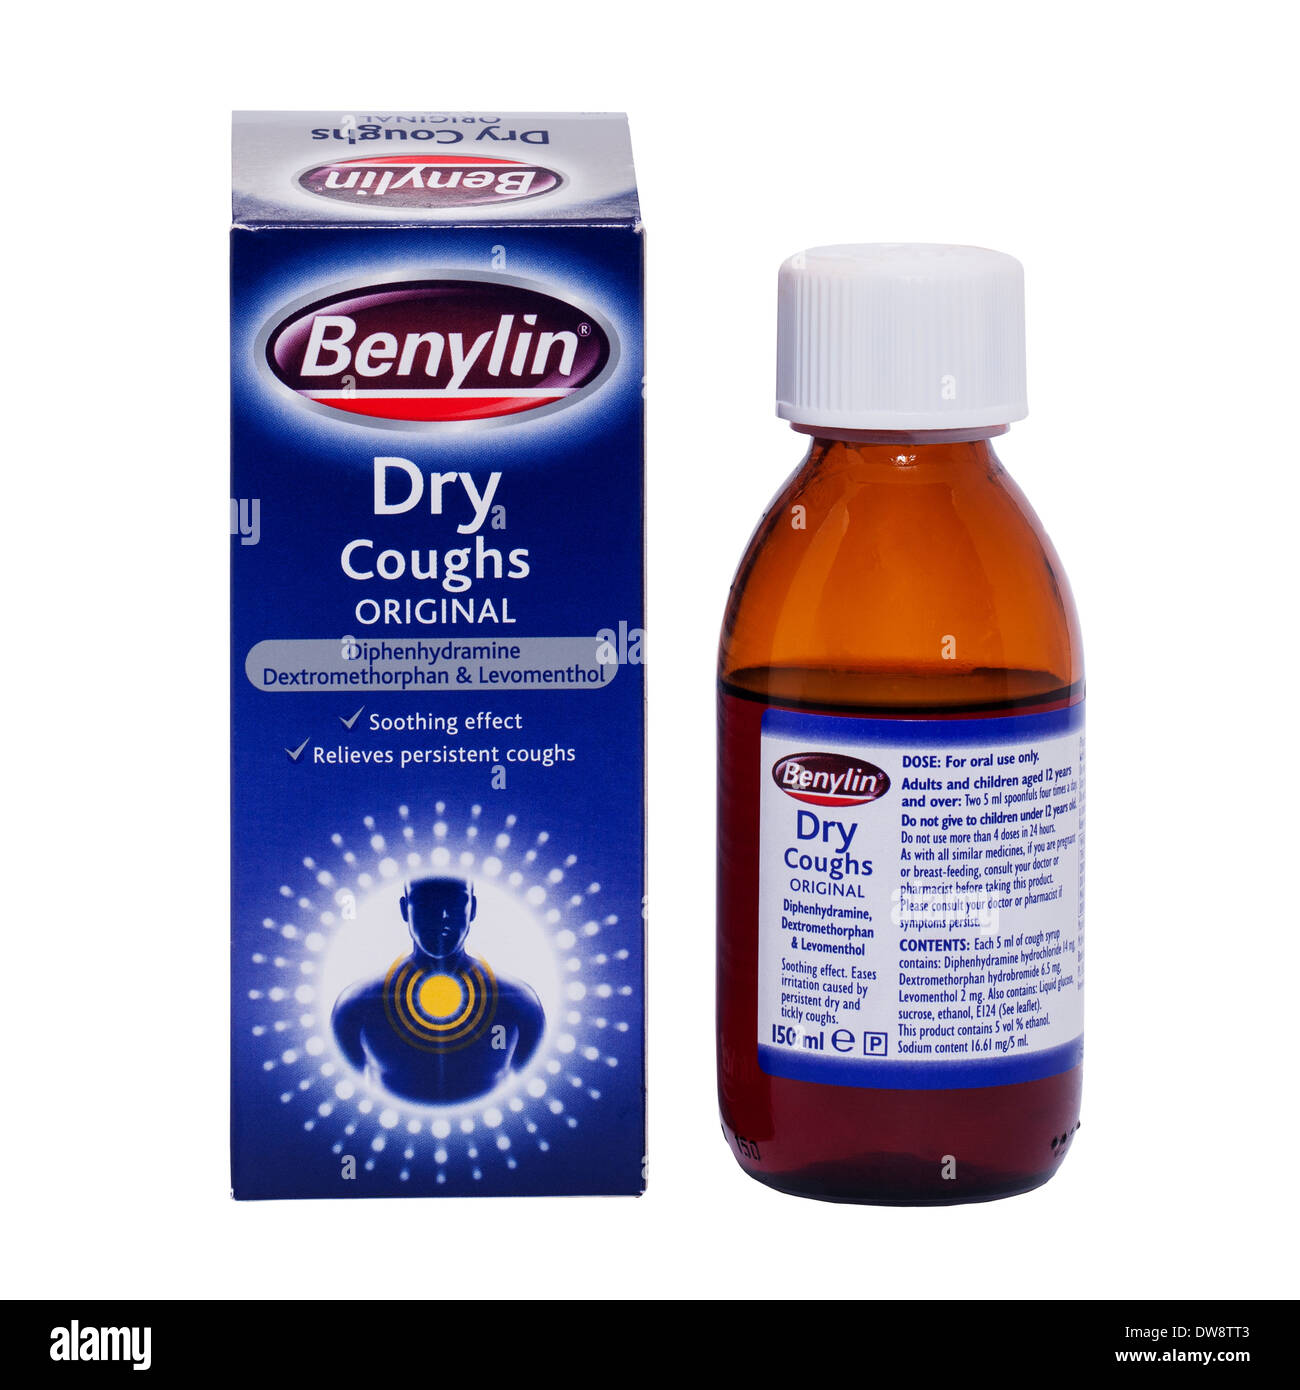 Dry Coughs
ORIGINAL
Benylin
Benylin®
Dry
Coughs
ORIGINAL
Diphenhydramine
Dextromethorphan & Levomenthol
Soothing effect
Relieves persistent coughs
Benylin
Dry
Coughs
ORIGINAL
Diphenhydramine,
Dextromethorphan
& Levomenthol
Soothing effect. Eases
irritation caused by
persistent dry and
tickly coughs.
150 ml e P
DOSE: For oral use only.
Adults and children aged 12 years
and over: Two 5 ml spoonfuls four times a day.
Do not give to children under 12 years old.
Do not use more than 4 doses in 24 hours.
As with all similar medicines, if you are pregnant
or breast-feeding, consult your doctor or
pharmacist before taking this product.
Please consult your doctor or pharmacist if
symptoms persist.
CONTENTS: Each 5 ml of cough syrup
contains: Diphenhydramine hydrochloride 14 mg,
Dextromethorphan hydrobromide 6.5 mg,
Levomenthol 2 mg. Also contains: Liquid glucose,
sucrose, ethanol, E124 (See leaflet).
This product contains 5 vol % ethanol.
Sodium content 16.61 mg/5 ml.
150
alamy
a
alamy
Image ID: DW8TT3
www.alamy.com